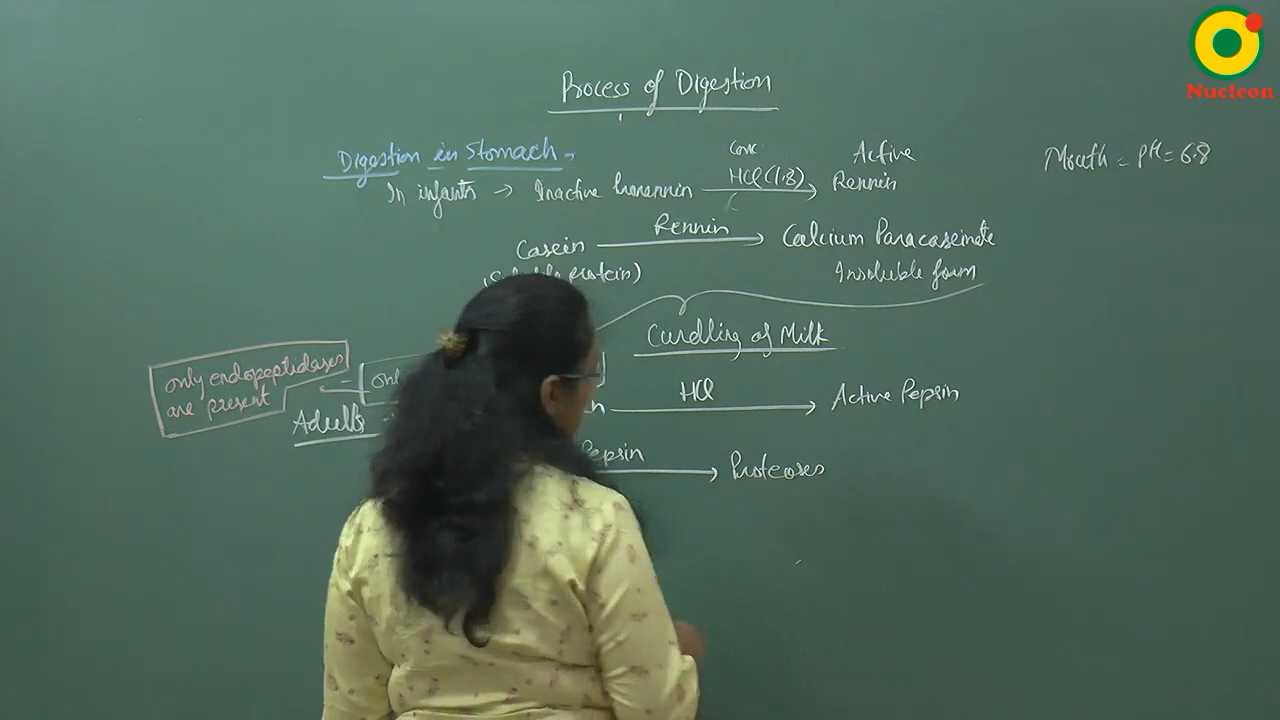 Nucleon
Process of Digestion
Digestion in Stomach
Mouth = PH = 6.8
Conc. Active
In infants → Inactive HCl (1.8) Rennin
Casein Rennin Calcium Paracaseinate
protein) Insoluble form
Curdling of Milk
only endopeptidases
are present
Adults HCl Active Pepsin
Pepsin Proteoses